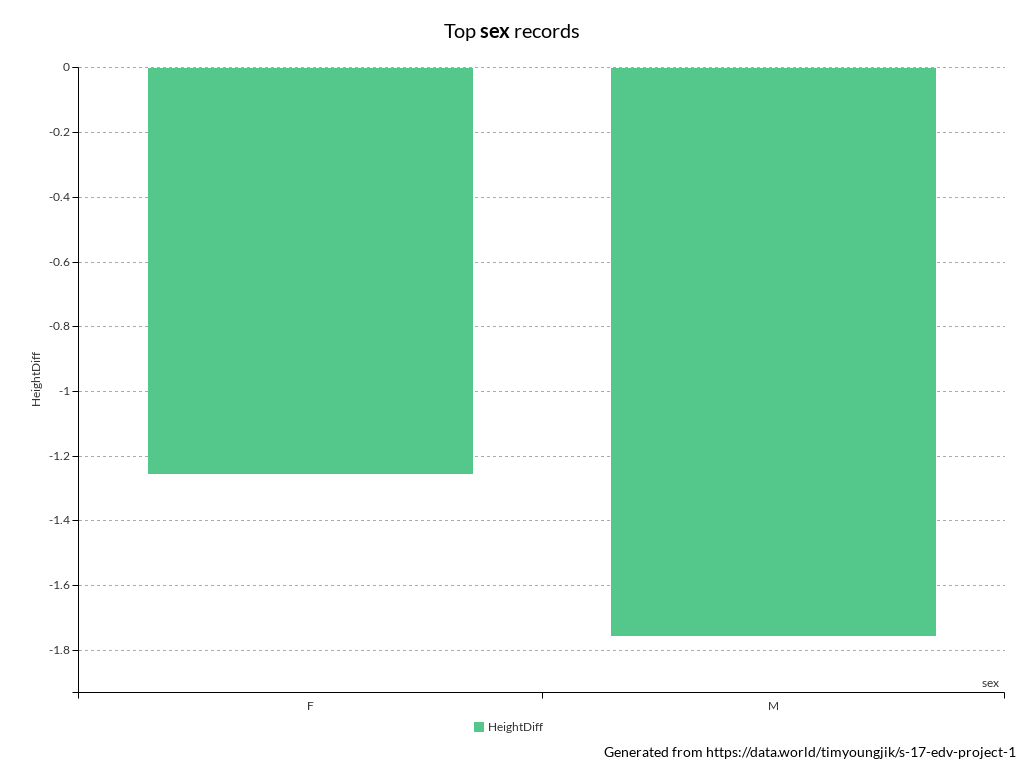 Top sex records
0
-0.2
-0.4
-0.6
-0.8
-1
-1.2
-1.4
-1.6
-1.8
HeightDiff
sex
F M
HeightDiff
Generated from https://data.world/timyoungjik/s-17-edv-project-1